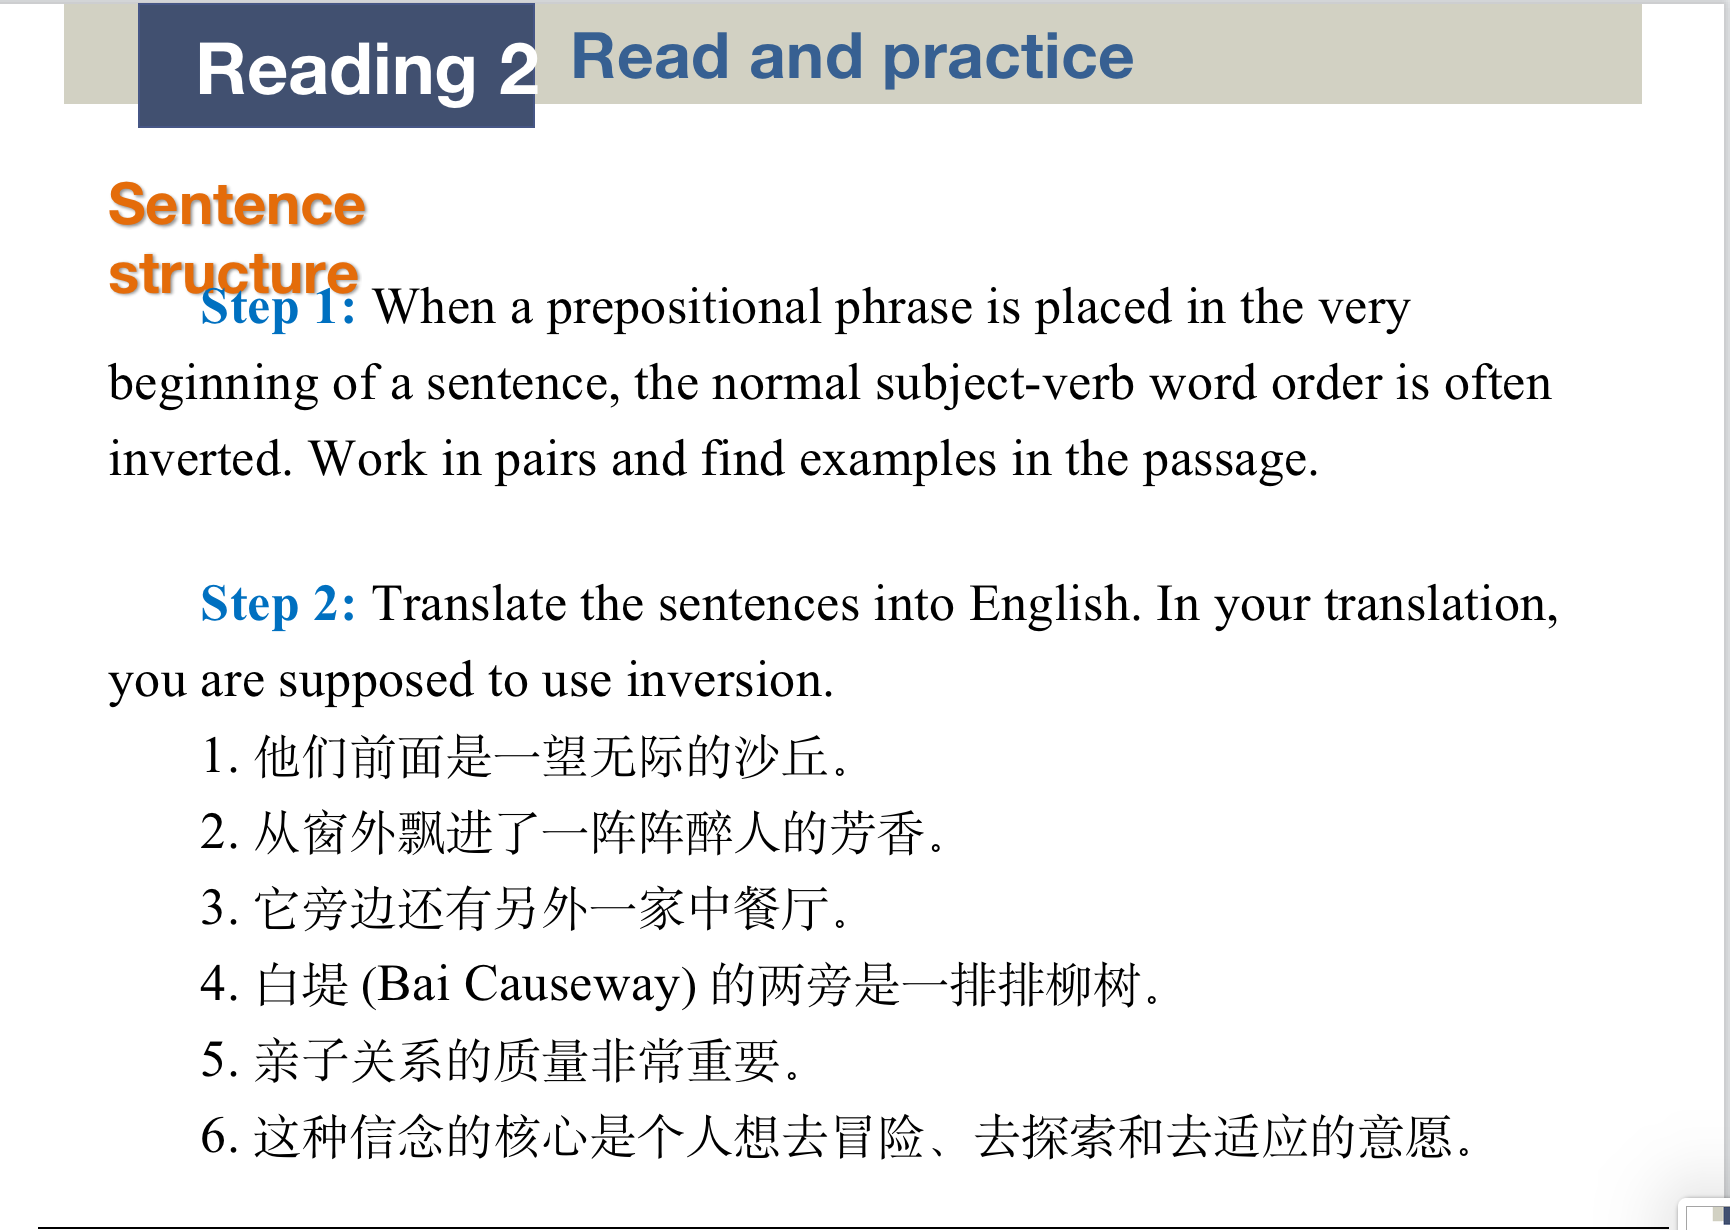 Reading 2 Read and practice
Sentence
structure
Step 1: When a prepositional phrase is placed in the very
beginning of a sentence, the normal subject-verb word order is often
inverted. Work in pairs and find examples in the passage.
Step 2: Translate the sentences into English. In your translation,
you are supposed to use inversion.
1. 他们前面是一望无际的沙丘。
2. 从窗外飘进了一阵阵醉人的芳香。
3. 它旁边还有另外一家中餐厅。
4. 白堤 (Bai Causeway) 的两旁是一排排柳树。
5. 亲子关系的质量非常重要。
6. 这种信念的核心是个人想去冒险、去探索和去适应的意愿。